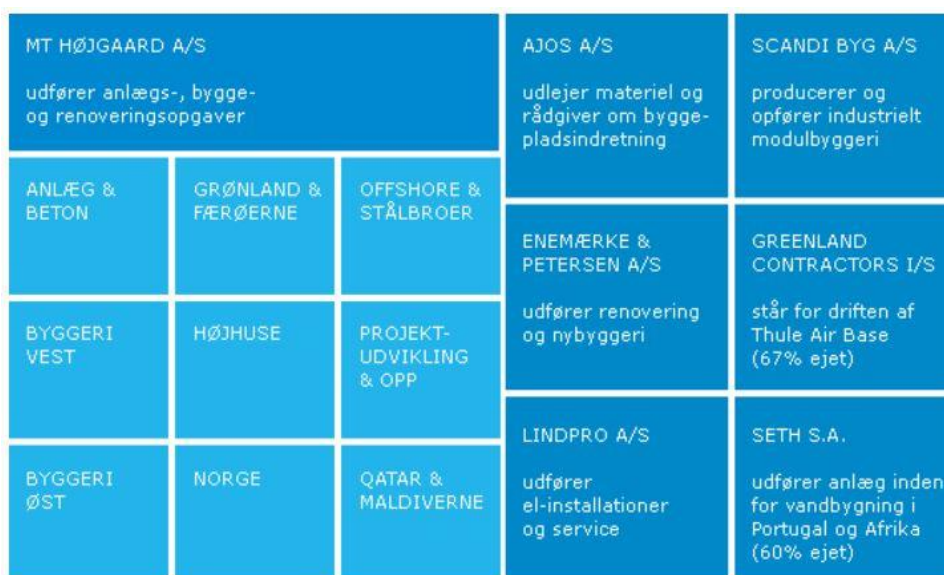 MT HØJGAARD A/S
udfører anlægs-, bygge-
og renoveringsopgaver
ANLÆG &
BETON
GRØNLAND &
FÆRØERNE
OFFSHORE &
STÅLBROER
BYGGERI
VEST
HØJHUSE
PROJEKT-
UDVIKLING
& OPP
BYGGERI
ØST
NORGE
QATAR &
MALDIVERNE
AJOS A/S
udlejer materiel og
rådgiver om bygge-
pladsindretning
SCANDI BYG A/S
producerer og
opfører industrielt
modulbyggeri
ENEMÆRKE &
PETERSEN A/S
udfører renovering
og nybyggeri
GREENLAND
CONTRACTORS I/S
står for driften af
Thule Air Base
(67% ejet)
LINDPRO A/S
udfører
el-installationer
og service
SETH S.A.
udfører anlæg inden
for vandbygning i
Portugal og Afrika
(60% ejet)